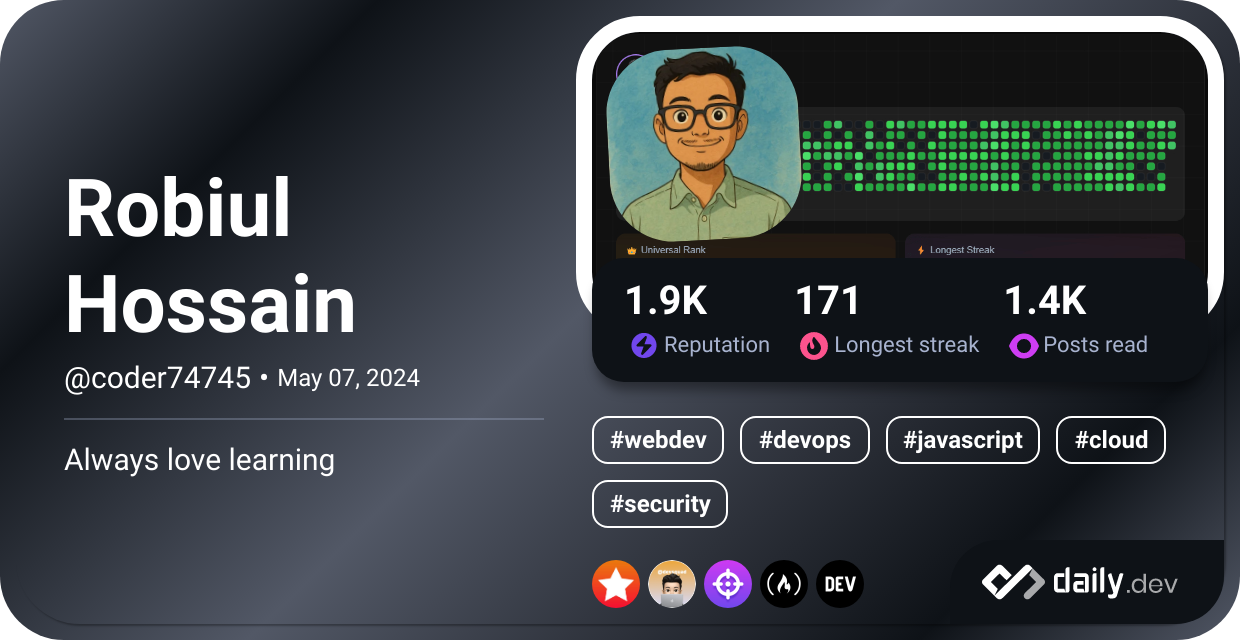 Robiul
Hossain
@coder74745 • May 07, 2024
Always love learning
Universal Rank
Longest Streak
1.9K
171
1.4K
Reputation
Longest streak
Posts read
#webdev
#devops
#javascript
#cloud
#security
DEV
daily.dev